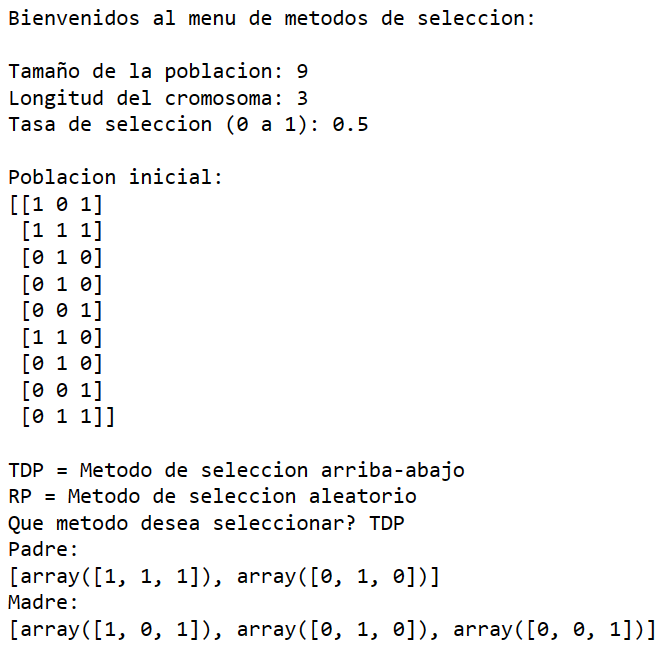 Bienvenidos al menu de metodos de seleccion:

Tamaño de la poblacion: 9
Longitud del cromosoma: 3
Tasa de seleccion (0 a 1): 0.5

Poblacion inicial:
[[1 0 1]
 [1 1 1]
 [0 1 0]
 [0 1 0]
 [0 0 1]
 [1 1 0]
 [0 1 0]
 [0 0 1]
 [0 1 1]]

TDP = Metodo de seleccion arriba-abajo
RP = Metodo de seleccion aleatorio
Que metodo desea seleccionar? TDP
Padre:
[array([1, 1, 1]), array([0, 1, 0])]
Madre:
[array([1, 0, 1]), array([0, 1, 0]), array([0, 0, 1])]